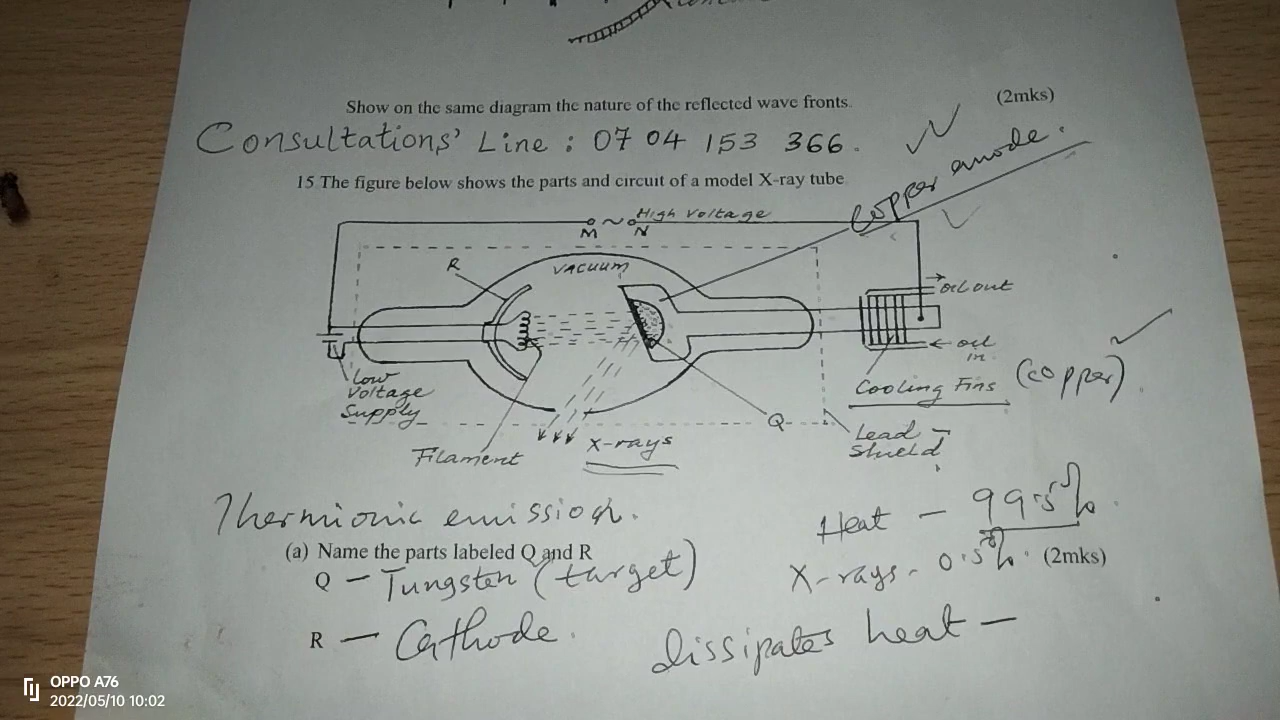 Show on the same diagram the nature of the reflected wave fronts. (2mks)
Consultations' Line : 07 04 153 366.
15 The figure below shows the parts and circuit of a model X-ray tube
Copper anode.
High Voltage
M ~ N
R
VACUUM
oil out
oil in.
Low Voltage Supply
Cooling Fins (copper).
Q
Lead Shield
X-rays
Filament
Thermionic emission.
Heat - 99.5%.
(a) Name the parts labeled Q and R (2mks)
Q - Tungsten (target)
X-rays - 0.5%.
R - Cathode.
Dissipates heat -
OPPO A76
2022/05/10 10:02